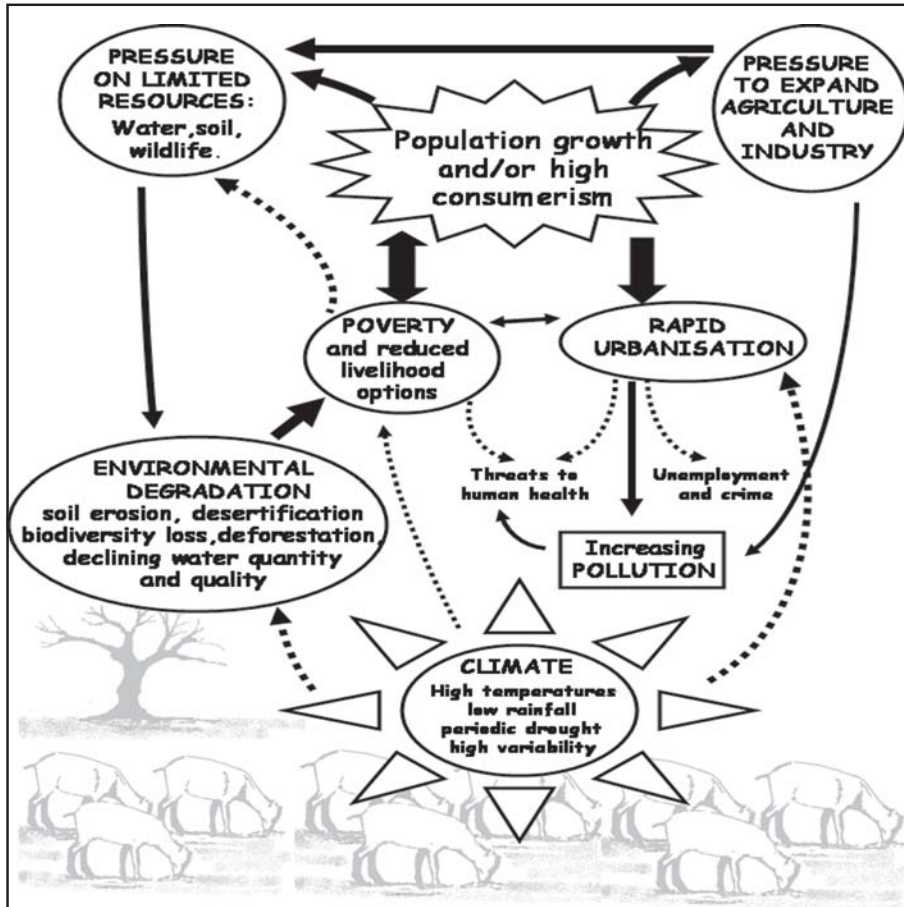 PRESSURE
ON LIMITED
RESOURCES:
Water,soil,
wildlife.
Population growth
and/or high
consumerism
PRESSURE
TO EXPAND
AGRICULTURE
AND
INDUSTRY
POVERTY
and reduced
livelihood
options
RAPID
URBANISATION
ENVIRONMENTAL
DEGRADATION
soil erosion, desertification
biodiversity loss,deforestation,
declining water quantity
and quality
Threats to
human health
Unemployment
and crime
Increasing
POLLUTION
CLIMATE
High temperatures
low rainfall
periodic drought
high variability